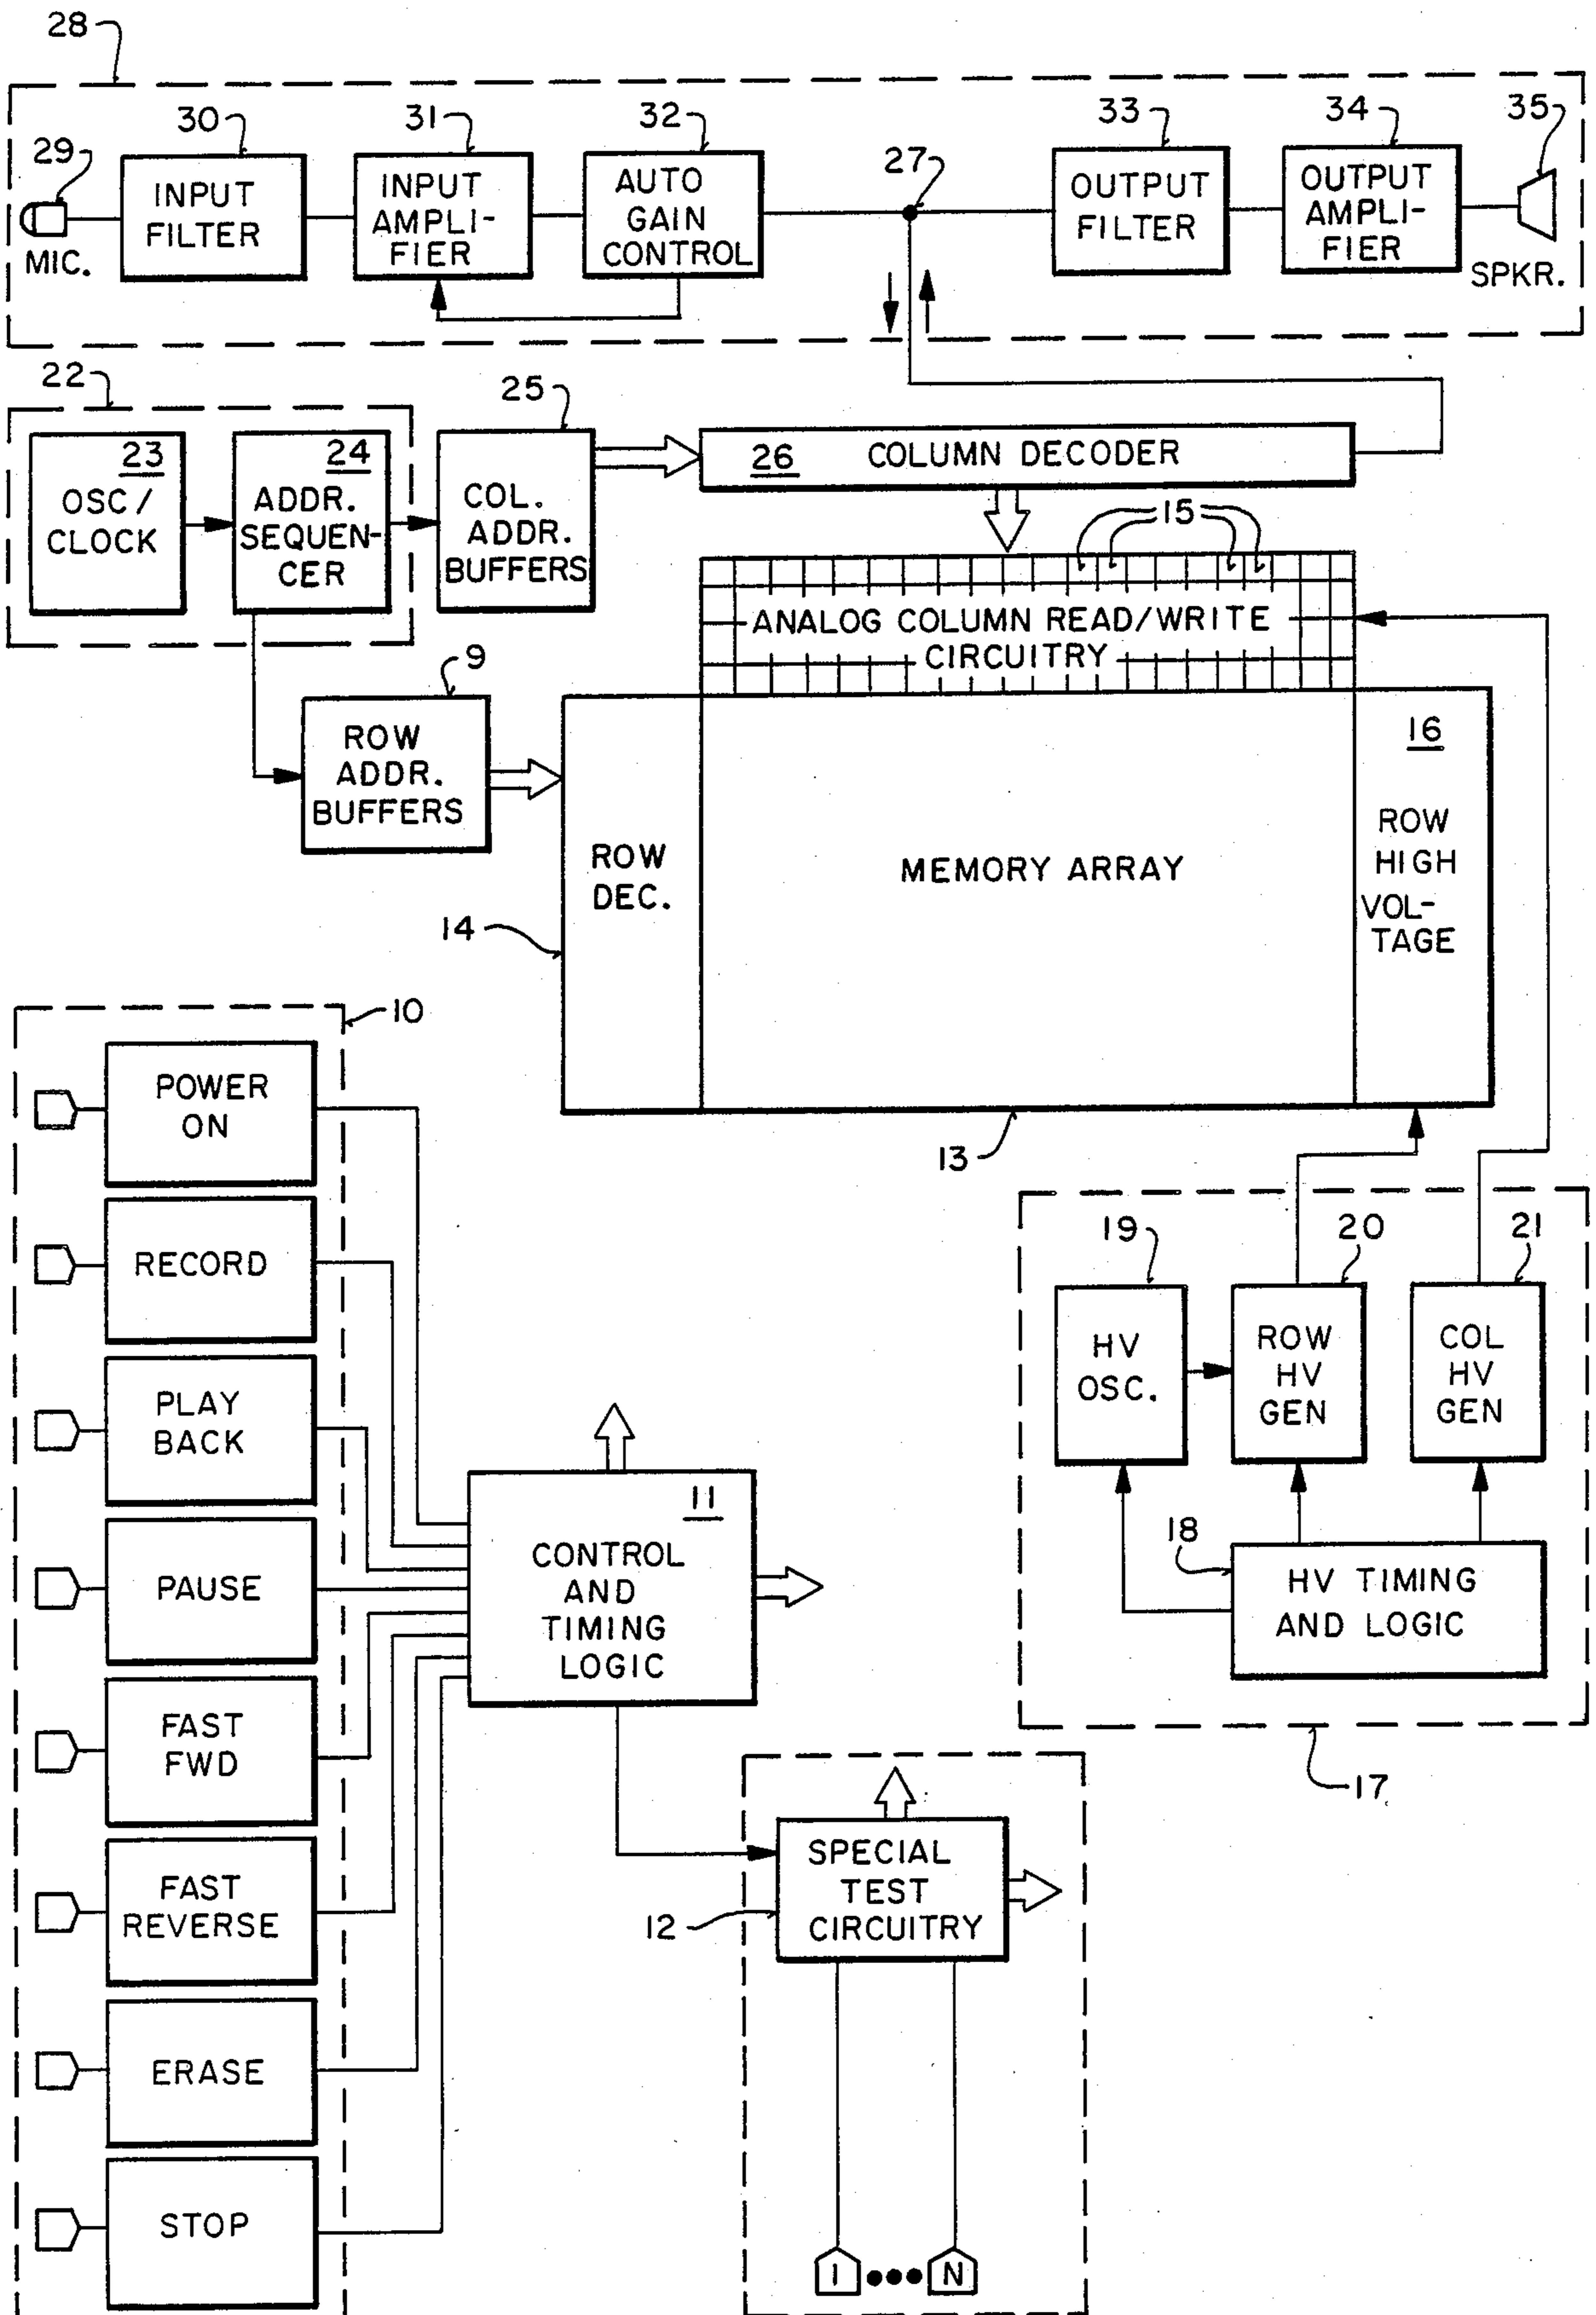 28
29
MIC.
30
INPUT
FILTER
31
INPUT
AMPLI-
FIER
32
AUTO
GAIN
CONTROL
27
33
OUTPUT
FILTER
34
OUTPUT
AMPLI-
FIER
35
SPKR.
22
23
OSC/
CLOCK
24
ADDR.
SEQUEN-
CER
25
COL.
ADDR.
BUFFERS
26 COLUMN DECODER
15
ANALOG COLUMN READ/WRITE
CIRCUITRY
9
ROW
ADDR.
BUFFERS
14
ROW
DEC.
MEMORY ARRAY
16
ROW
HIGH
VOL-
TAGE
13
10
POWER
ON
RECORD
PLAY
BACK
PAUSE
FAST
FWD
FAST
REVERSE
ERASE
STOP
11
CONTROL
AND
TIMING
LOGIC
19
HV
OSC.
20
ROW
HV
GEN
21
COL
HV
GEN
18
HV TIMING
AND LOGIC
17
12
SPECIAL
TEST
CIRCUITRY
1 ••• N